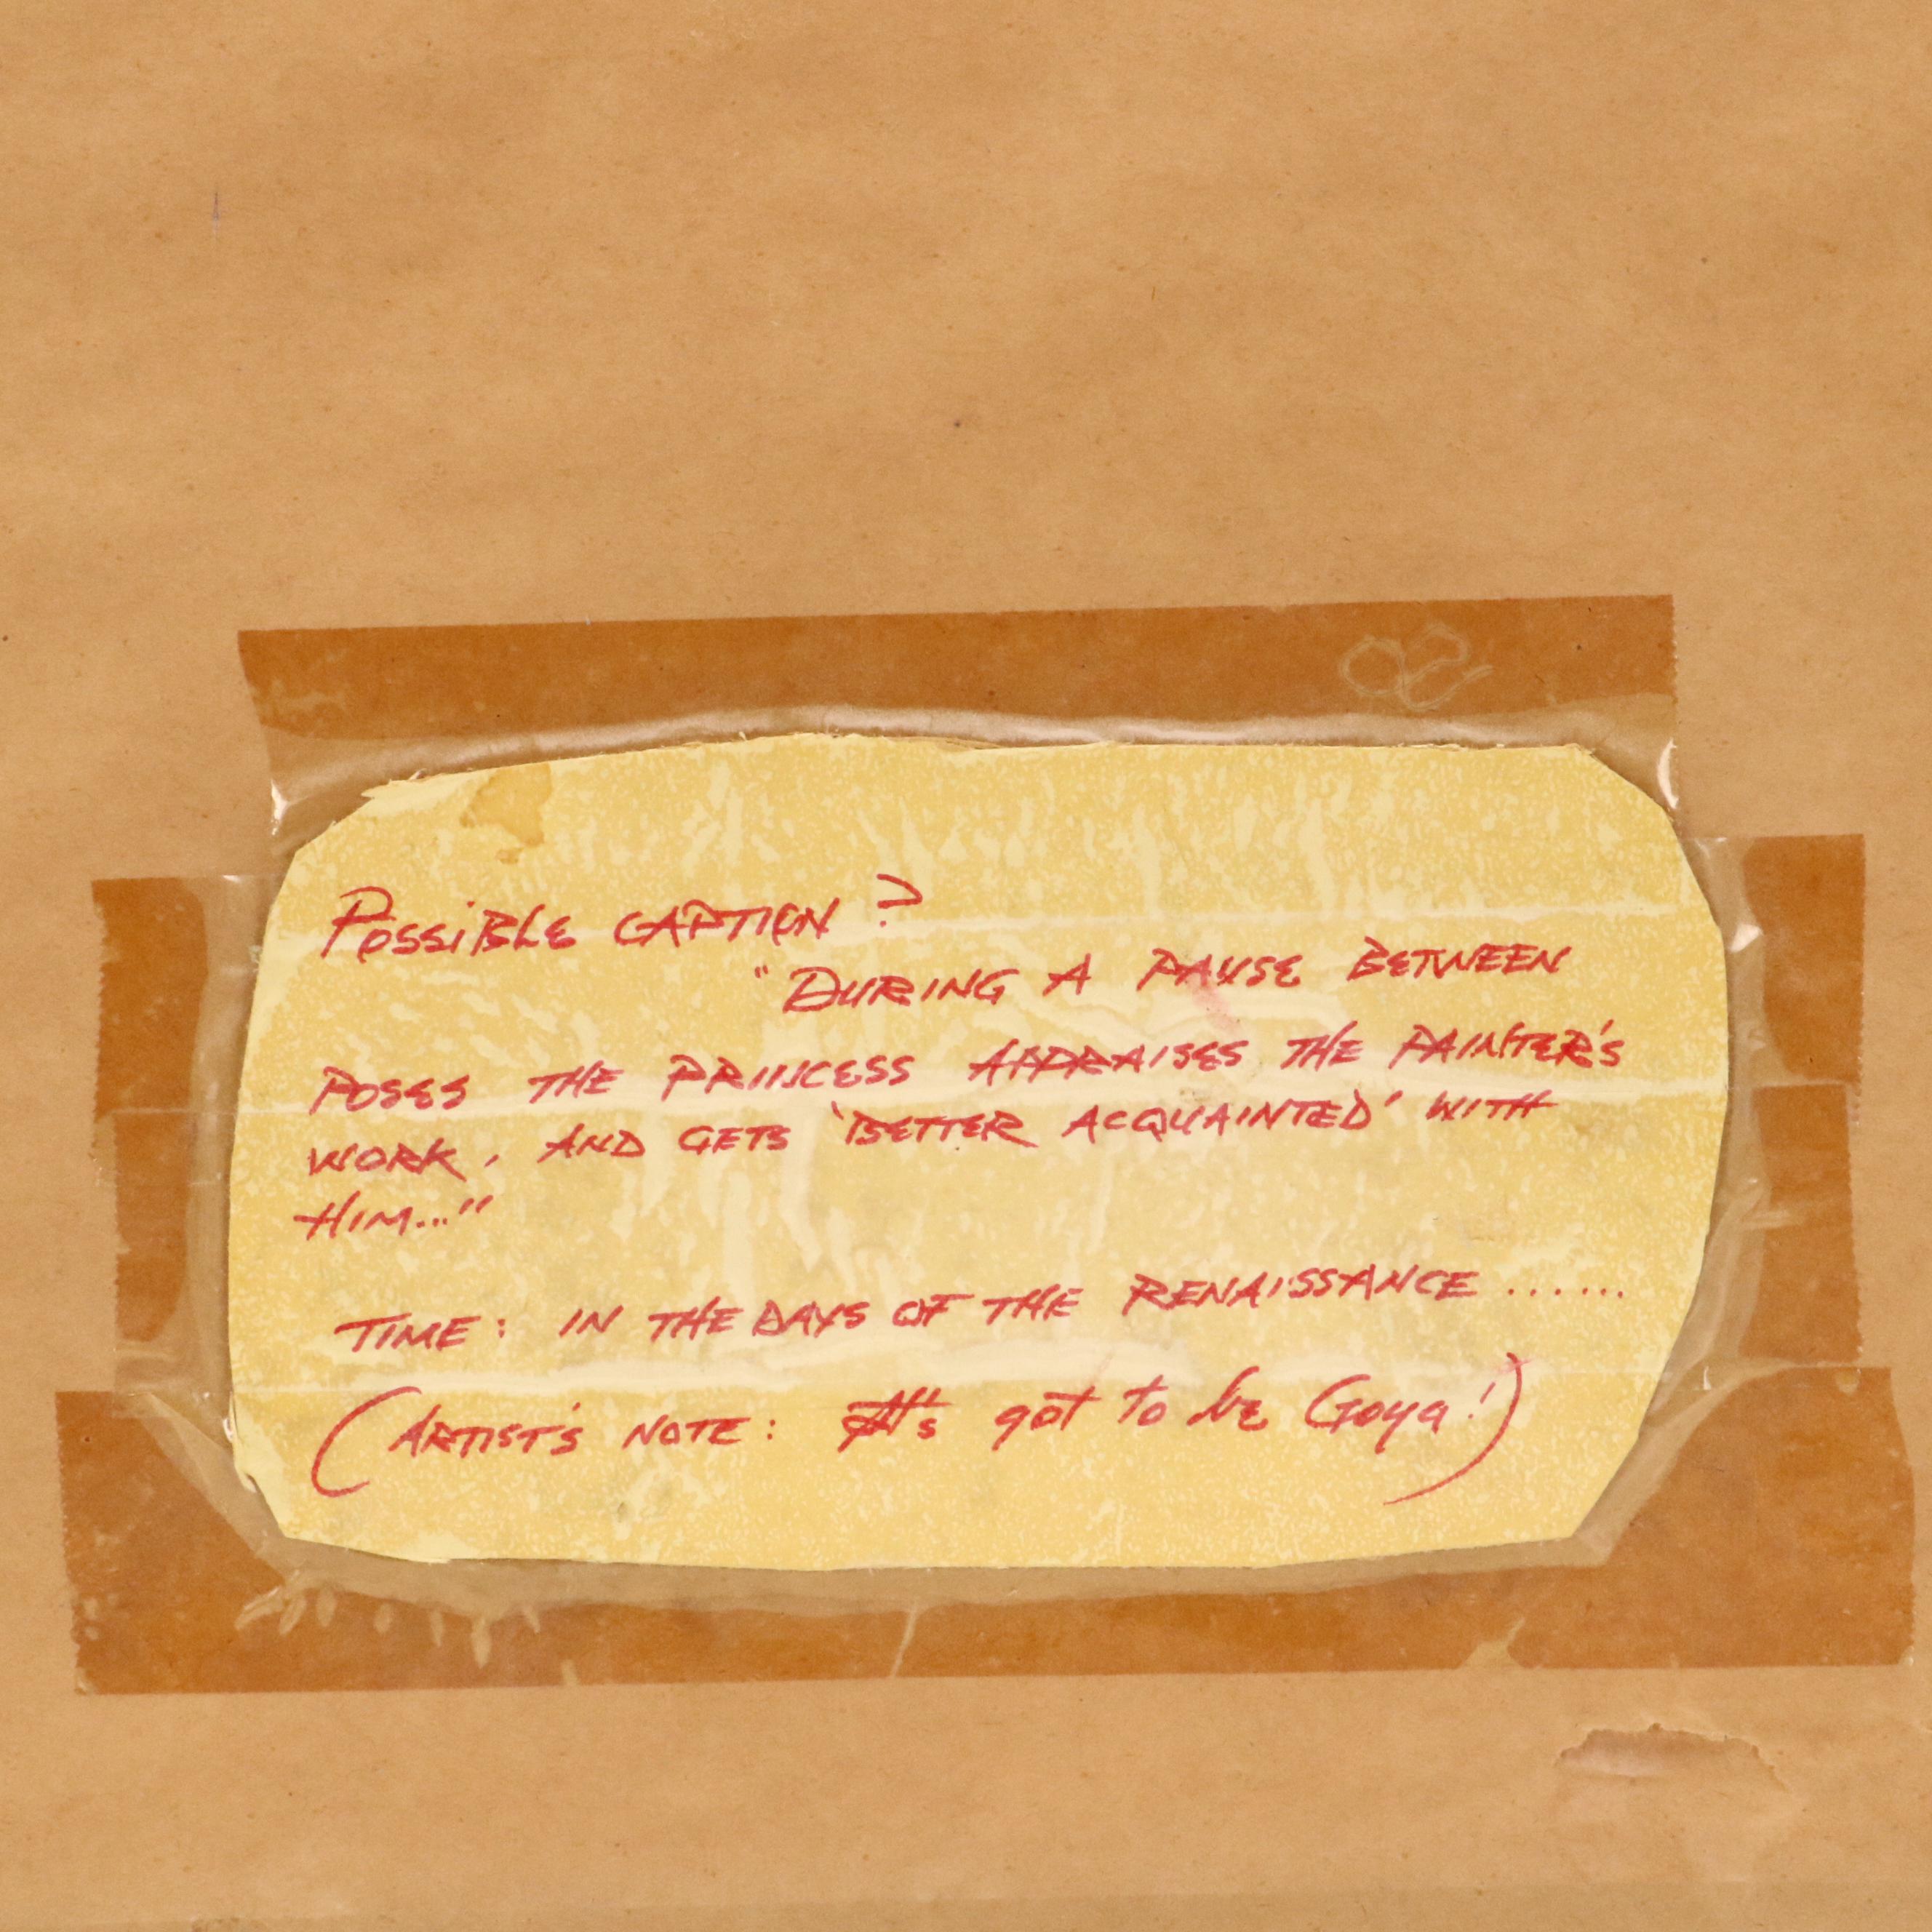 POSSIBLE CAPTION?
"DURING A PAUSE BETWEEN
POSES THE PRINCESS APPRAISES THE PAINTER'S
WORK, AND GETS 'BETTER ACQUAINTED' WITH
HIM..."
TIME: IN THE DAYS OF THE RENAISSANCE ......
(ARTIST'S NOTE: It's got to be Goya!)